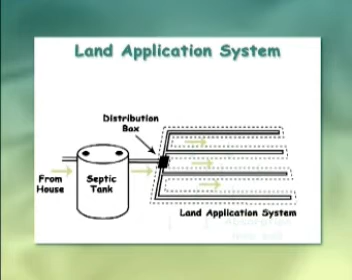 Land Application System
Distribution
Box
From
House
Septic
Tank
Land Application System